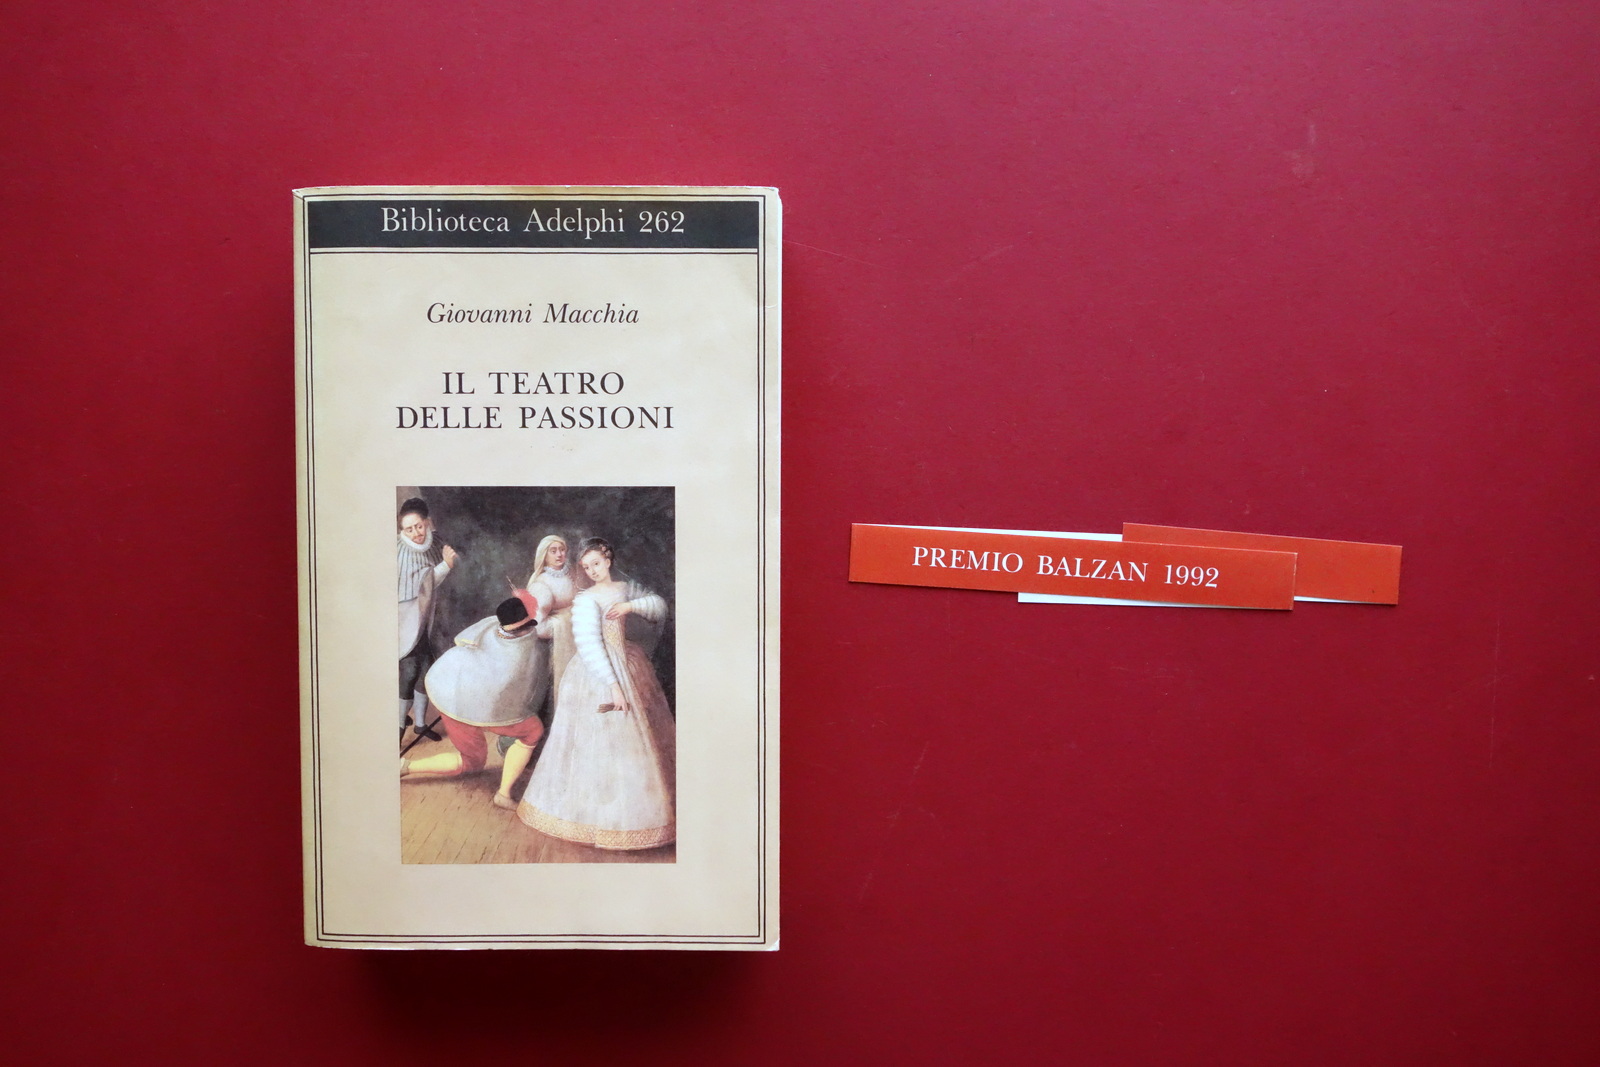 Biblioteca Adelphi 262
Giovanni Macchia
IL TEATRO
DELLE PASSIONI
PREMIO BALZAN 1992